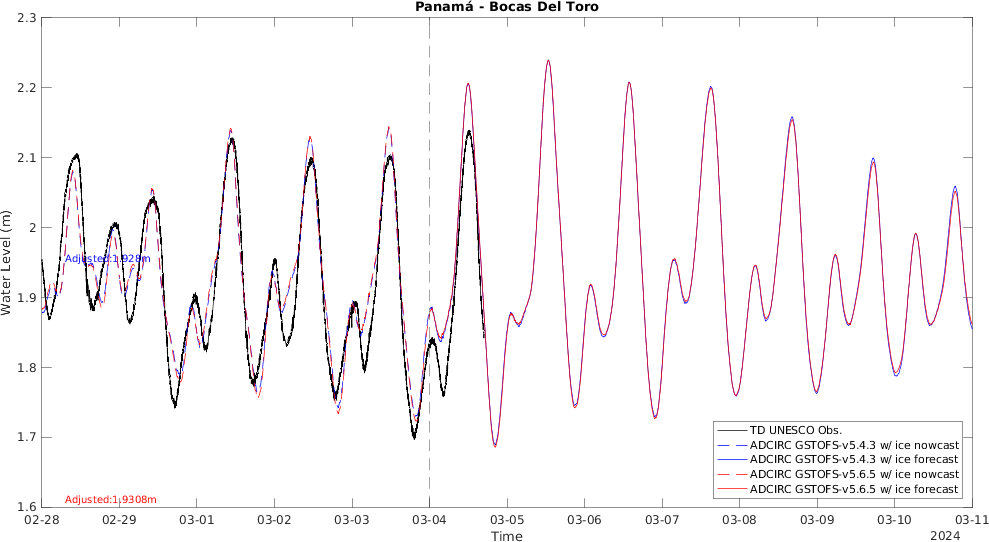 Panamá - Bocas Del Toro
2.3
2.2
2.1
2
1.9
1.8
1.7
1.6
Water Level (m)
Adjusted:1.928m
Adjusted:1.9308m
TD UNESCO Obs.
ADCIRC GSTOFS-v5.4.3 w/ ice nowcast
ADCIRC GSTOFS-v5.4.3 w/ ice forecast
ADCIRC GSTOFS-v5.6.5 w/ ice nowcast
ADCIRC GSTOFS-v5.6.5 w/ ice forecast
02-28 02-29 03-01 03-02 03-03 03-04 03-05 03-06 03-07 03-08 03-09 03-10 03-11
Time
2024